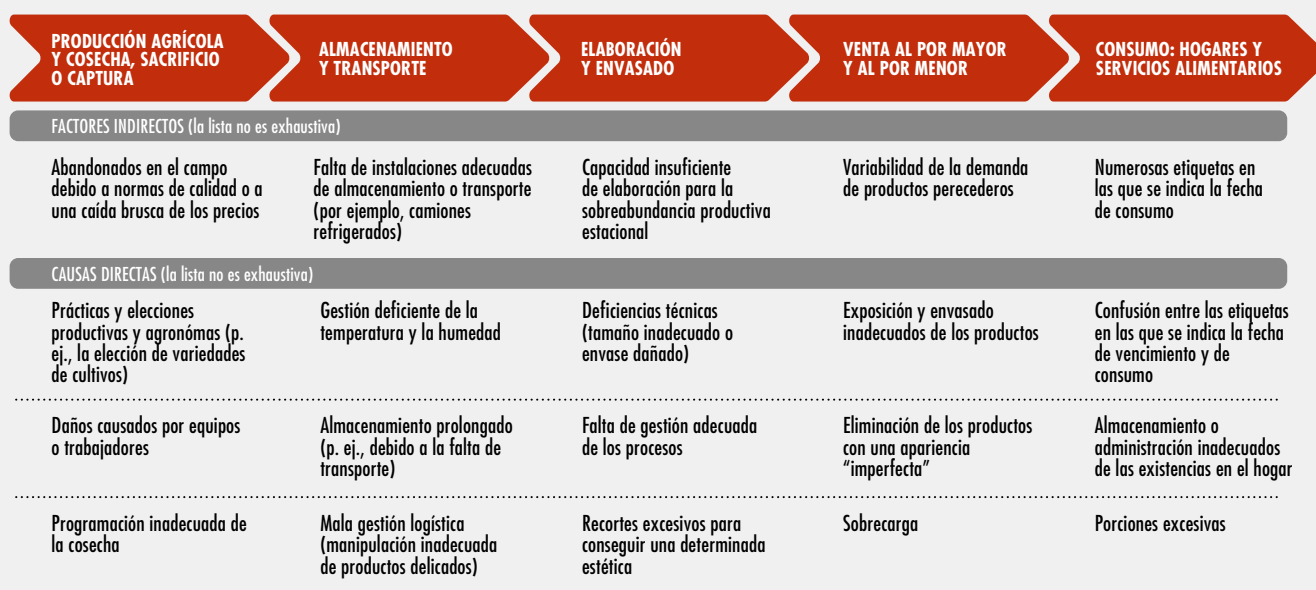 PRODUCCIÓN AGRÍCOLA
Y COSECHA, SACRIFICIO
O CAPTURA
ALMACENAMIENTO
Y TRANSPORTE
ELABORACIÓN
Y ENVASADO
VENTA AL POR MAYOR
Y AL POR MENOR
CONSUMO: HOGARES Y
SERVICIOS ALIMENTARIOS
FACTORES INDIRECTOS (la lista no es exhaustiva)
Abandonados en el campo
debido a normas de calidad o a
una caída brusca de los precios
Falta de instalaciones adecuadas
de almacenamiento o transporte
(por ejemplo, camiones
refrigerados)
Capacidad insuficiente
de elaboración para la
sobreabundancia productiva
estacional
Variabilidad de la demanda
de productos perecederos
Numerosas etiquetas en
las que se indica la fecha
de consumo
CAUSAS DIRECTAS (la lista no es exhaustiva)
Prácticas y elecciones
productivas y agronómas (p.
ej., la elección de variedades
de cultivos)
Gestión deficiente de la
temperatura y la humedad
Deficiencias técnicas
(tamaño inadecuado o
envase dañado)
Exposición y envasado
inadecuados de los productos
Confusión entre las etiquetas
en las que se indica la fecha
de vencimiento y de
consumo
Daños causados por equipos
o trabajadores
Almacenamiento prolongado
(p. ej., debido a la falta de
transporte)
Falta de gestión adecuada
de los procesos
Eliminación de los productos
con una apariencia
“imperfecta”
Almacenamiento o
administración inadecuados
de las existencias en el hogar
Programación inadecuada de
la cosecha
Mala gestión logística
(manipulación inadecuada
de productos delicados)
Recortes excesivos para
conseguir una determinada
estética
Sobrecarga
Porciones excesivas